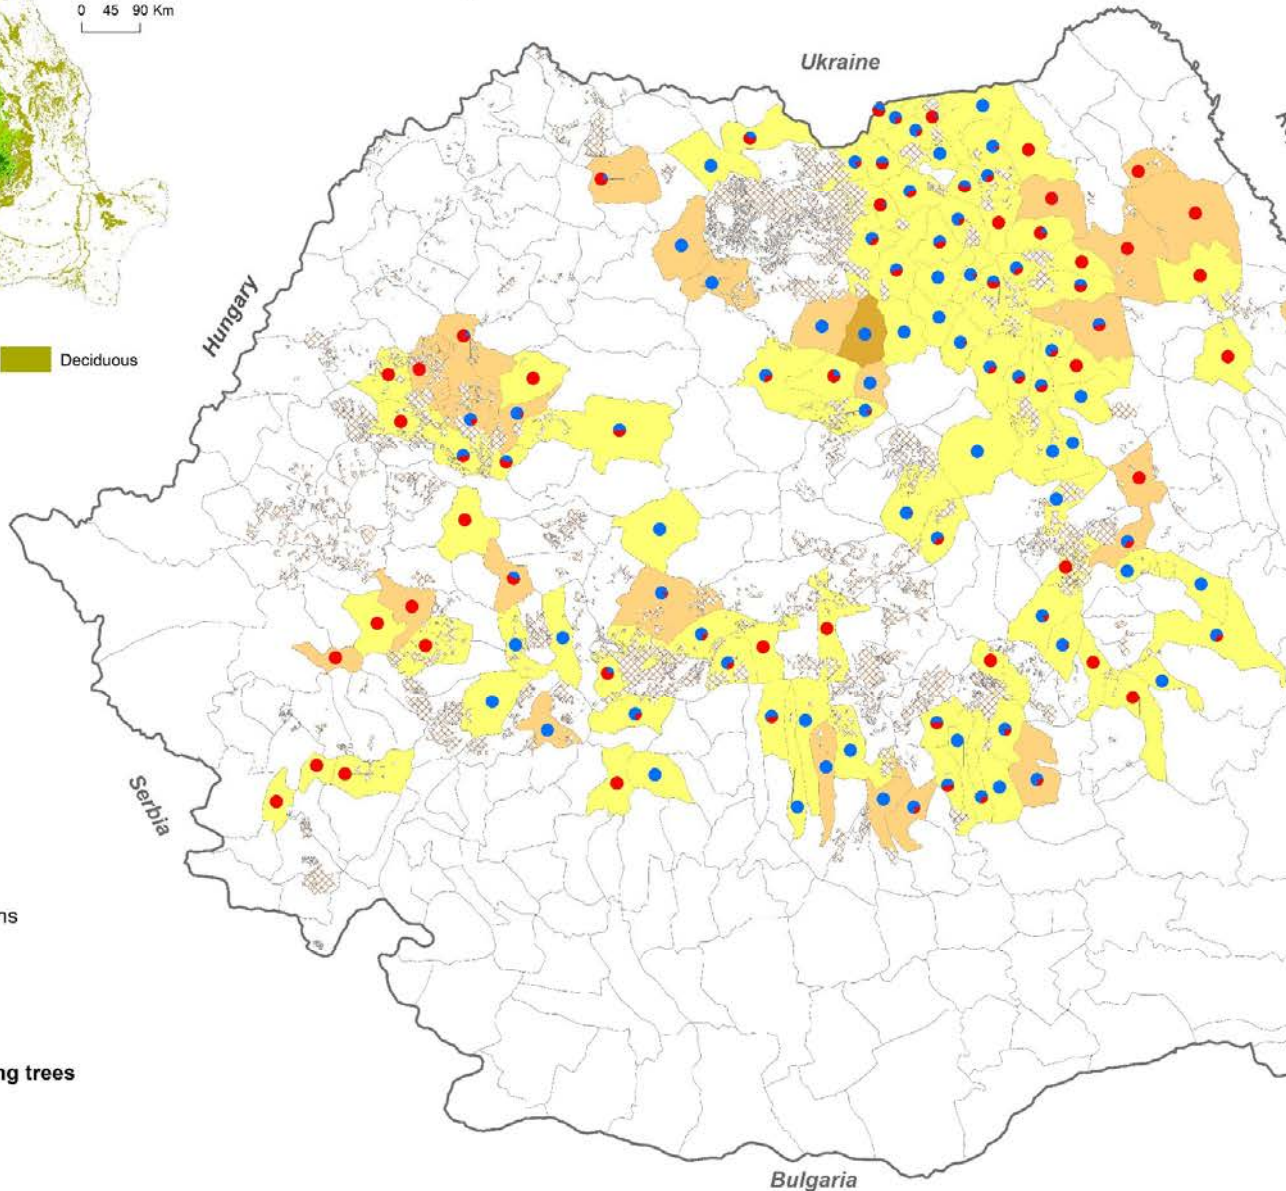 0 45 90 Km
Ukraine
Hungary
Deciduous
Serbia
ns
ng trees
Bulgaria